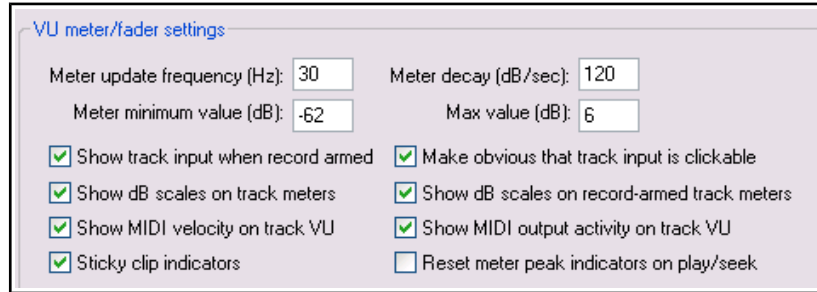 VU meter/fader settings
Meter update frequency (Hz): 30 Meter decay (dB/sec): 120
Meter minimum value (dB): -62 Max value (dB): 6
Show track input when record armed Make obvious that track input is clickable
Show dB scales on track meters Show dB scales on record-armed track meters
Show MIDI velocity on track VU Show MIDI output activity on track VU
Sticky clip indicators Reset meter peak indicators on play/seek